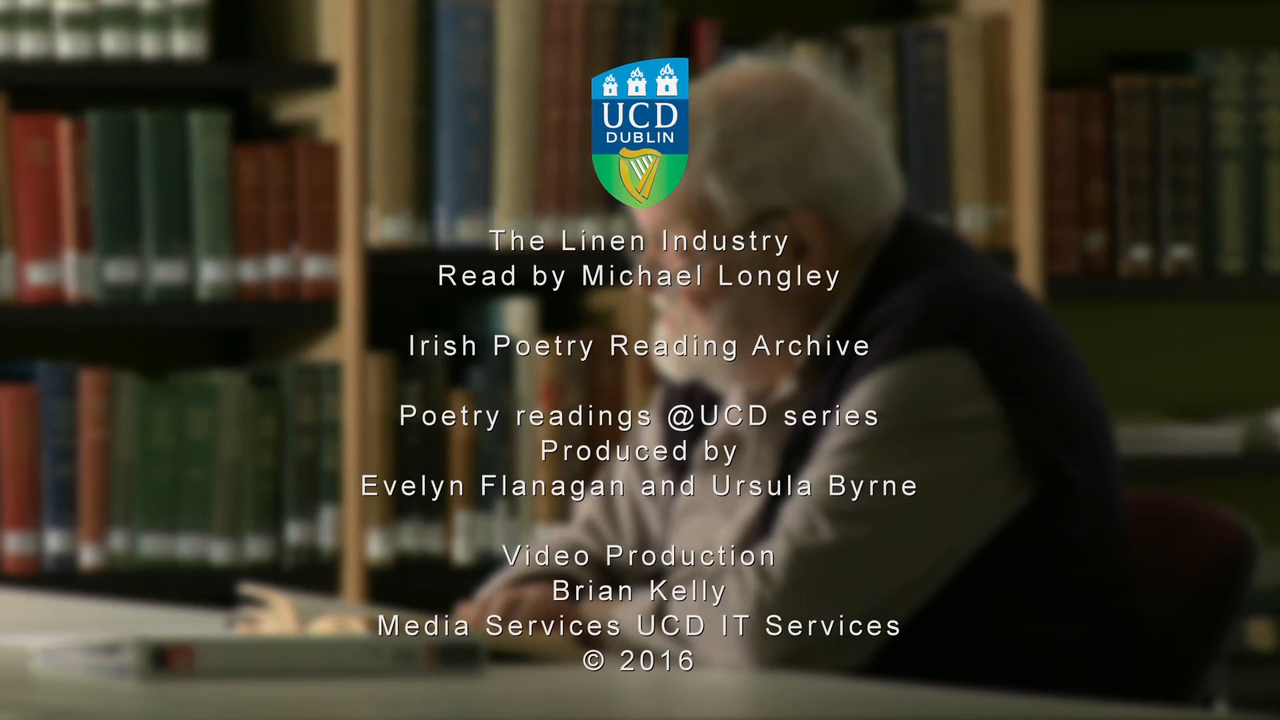 UCD
DUBLIN
The Linen Industry
Read by Michael Longley
Irish Poetry Reading Archive
Poetry readings @UCD series
Produced by
Evelyn Flanagan and Ursula Byrne
Video Production
Brian Kelly
Media Services UCD IT Services
© 2016